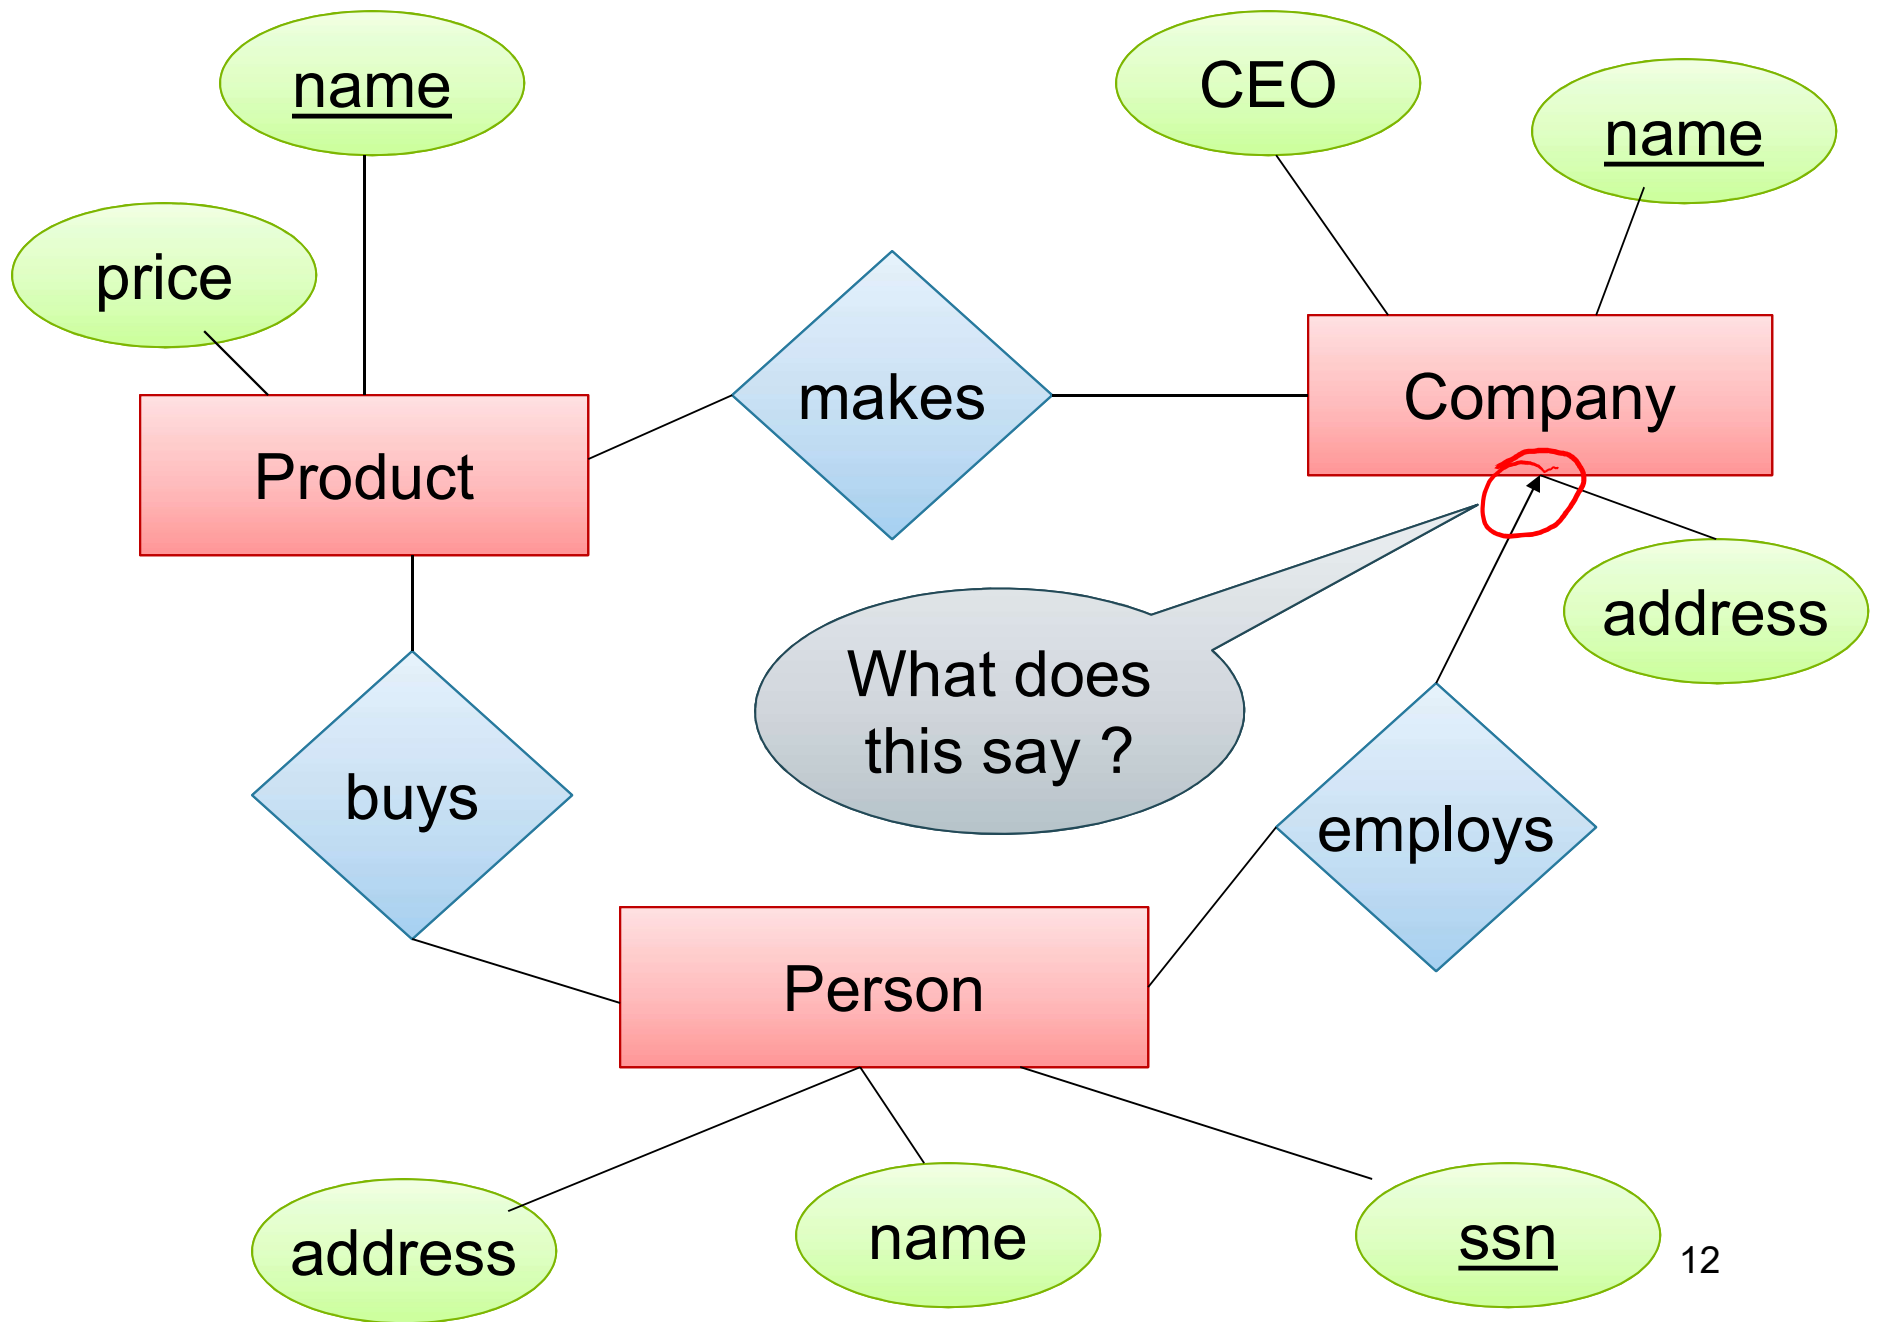 name
CEO
name
price
makes
Company
Product
address
What does
this say ?
buys
employs
Person
address
name
ssn
12